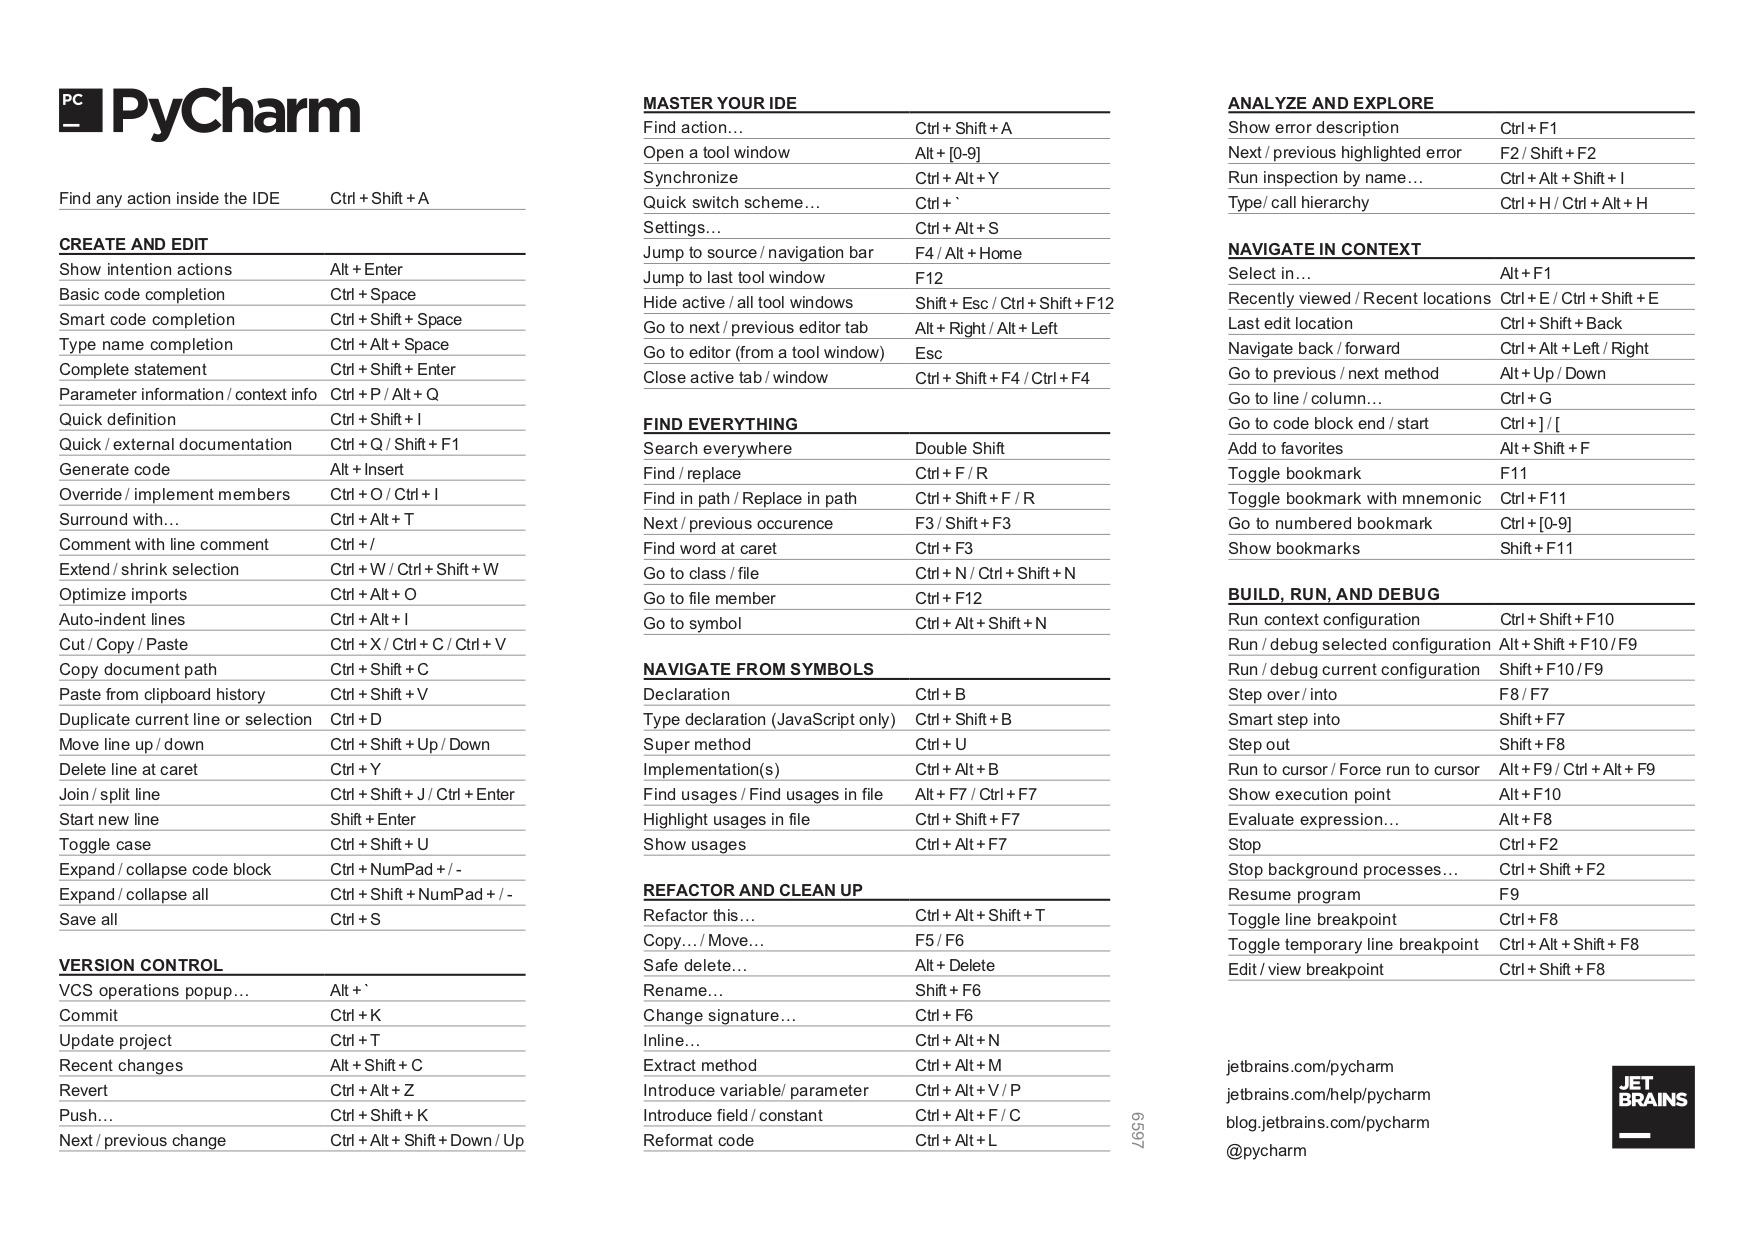 PC PyCharm
Find any action inside the IDE Ctrl + Shift + A
CREATE AND EDIT
Show intention actions Alt + Enter
Basic code completion Ctrl + Space
Smart code completion Ctrl + Shift + Space
Type name completion Ctrl + Alt + Space
Complete statement Ctrl + Shift + Enter
Parameter information / context info Ctrl + P / Alt + Q
Quick definition Ctrl + Shift + I
Quick / external documentation Ctrl + Q / Shift + F1
Generate code Alt + Insert
Override / implement members Ctrl + O / Ctrl + I
Surround with… Ctrl + Alt + T
Comment with line comment Ctrl + /
Extend / shrink selection Ctrl + W / Ctrl + Shift + W
Optimize imports Ctrl + Alt + O
Auto-indent lines Ctrl + Alt + I
Cut / Copy / Paste Ctrl + X / Ctrl + C / Ctrl + V
Copy document path Ctrl + Shift + C
Paste from clipboard history Ctrl + Shift + V
Duplicate current line or selection Ctrl + D
Move line up / down Ctrl + Shift + Up / Down
Delete line at caret Ctrl + Y
Join / split line Ctrl + Shift + J / Ctrl + Enter
Start new line Shift + Enter
Toggle case Ctrl + Shift + U
Expand / collapse code block Ctrl + NumPad + / -
Expand / collapse all Ctrl + Shift + NumPad + / -
Save all Ctrl + S
VERSION CONTROL
VCS operations popup… Alt + `
Commit Ctrl + K
Update project Ctrl + T
Recent changes Alt + Shift + C
Revert Ctrl + Alt + Z
Push… Ctrl + Shift + K
Next / previous change Ctrl + Alt + Shift + Down / Up
MASTER YOUR IDE
Find action… Ctrl + Shift + A
Open a tool window Alt + [0-9]
Synchronize Ctrl + Alt + Y
Quick switch scheme… Ctrl + `
Settings… Ctrl + Alt + S
Jump to source / navigation bar F4 / Alt + Home
Jump to last tool window F12
Hide active / all tool windows Shift + Esc / Ctrl + Shift + F12
Go to next / previous editor tab Alt + Right / Alt + Left
Go to editor (from a tool window) Esc
Close active tab / window Ctrl + Shift + F4 / Ctrl + F4
FIND EVERYTHING
Search everywhere Double Shift
Find / replace Ctrl + F / R
Find in path / Replace in path Ctrl + Shift + F / R
Next / previous occurence F3 / Shift + F3
Find word at caret Ctrl + F3
Go to class / file Ctrl + N / Ctrl + Shift + N
Go to file member Ctrl + F12
Go to symbol Ctrl + Alt + Shift + N
NAVIGATE FROM SYMBOLS
Declaration Ctrl + B
Type declaration (JavaScript only) Ctrl + Shift + B
Super method Ctrl + U
Implementation(s) Ctrl + Alt + B
Find usages / Find usages in file Alt + F7 / Ctrl + F7
Highlight usages in file Ctrl + Shift + F7
Show usages Ctrl + Alt + F7
REFACTOR AND CLEAN UP
Refactor this… Ctrl + Alt + Shift + T
Copy… / Move… F5 / F6
Safe delete… Alt + Delete
Rename… Shift + F6
Change signature… Ctrl + F6
Inline… Ctrl + Alt + N
Extract method Ctrl + Alt + M
Introduce variable/ parameter Ctrl + Alt + V / P
Introduce field / constant Ctrl + Alt + F / C
Reformat code Ctrl + Alt + L
6597
ANALYZE AND EXPLORE
Show error description Ctrl + F1
Next / previous highlighted error F2 / Shift + F2
Run inspection by name… Ctrl + Alt + Shift + I
Type/ call hierarchy Ctrl + H / Ctrl + Alt + H
NAVIGATE IN CONTEXT
Select in… Alt + F1
Recently viewed / Recent locations Ctrl + E / Ctrl + Shift + E
Last edit location Ctrl + Shift + Back
Navigate back / forward Ctrl + Alt + Left / Right
Go to previous / next method Alt + Up / Down
Go to line / column… Ctrl + G
Go to code block end / start Ctrl + ] / [
Add to favorites Alt + Shift + F
Toggle bookmark F11
Toggle bookmark with mnemonic Ctrl + F11
Go to numbered bookmark Ctrl + [0-9]
Show bookmarks Shift + F11
BUILD, RUN, AND DEBUG
Run context configuration Ctrl + Shift + F10
Run / debug selected configuration Alt + Shift + F10 / F9
Run / debug current configuration Shift + F10 / F9
Step over / into F8 / F7
Smart step into Shift + F7
Step out Shift + F8
Run to cursor / Force run to cursor Alt + F9 / Ctrl + Alt + F9
Show execution point Alt + F10
Evaluate expression… Alt + F8
Stop Ctrl + F2
Stop background processes… Ctrl + Shift + F2
Resume program F9
Toggle line breakpoint Ctrl + F8
Toggle temporary line breakpoint Ctrl + Alt + Shift + F8
Edit / view breakpoint Ctrl + Shift + F8
jetbrains.com/pycharm
jetbrains.com/help/pycharm
blog.jetbrains.com/pycharm
@pycharm
JET
BRAINS